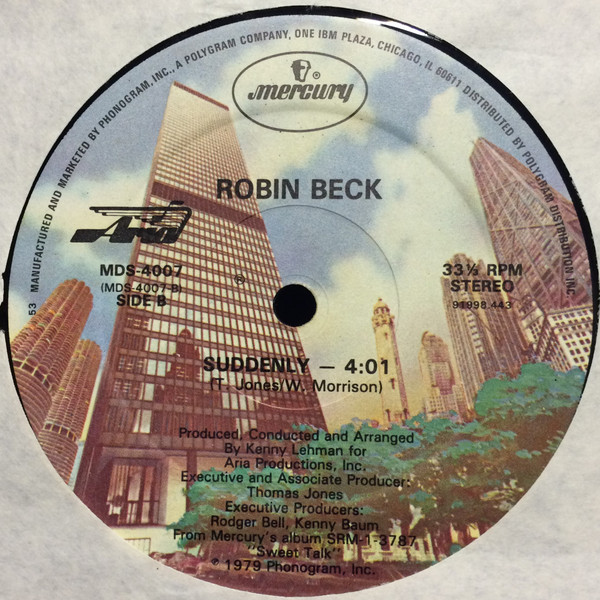 53 MANUFACTURED AND MARKETED BY PHONOGRAM, INC., A POLYGRAM COMPANY, ONE IBM PLAZA, CHICAGO, IL 60611 DISTRIBUTED BY POLYGRAM DISTRIBUTION INC.
® mercury
ROBIN BECK
Aria
MDS-4007
(MDS-4007-B)
SIDE B
®
33⅓ RPM
STEREO
91998 443
SUDDENLY — 4:01
(T. Jones/W. Morrison)
Produced, Conducted and Arranged
By Kenny Lehman for
Aria Productions, Inc.
Executive and Associate Producer:
Thomas Jones
Executive Producers:
Rodger Bell, Kenny Baum
From Mercury's album SRM-1-3787
"Sweet Talk"
℗ 1979 Phonogram, Inc.